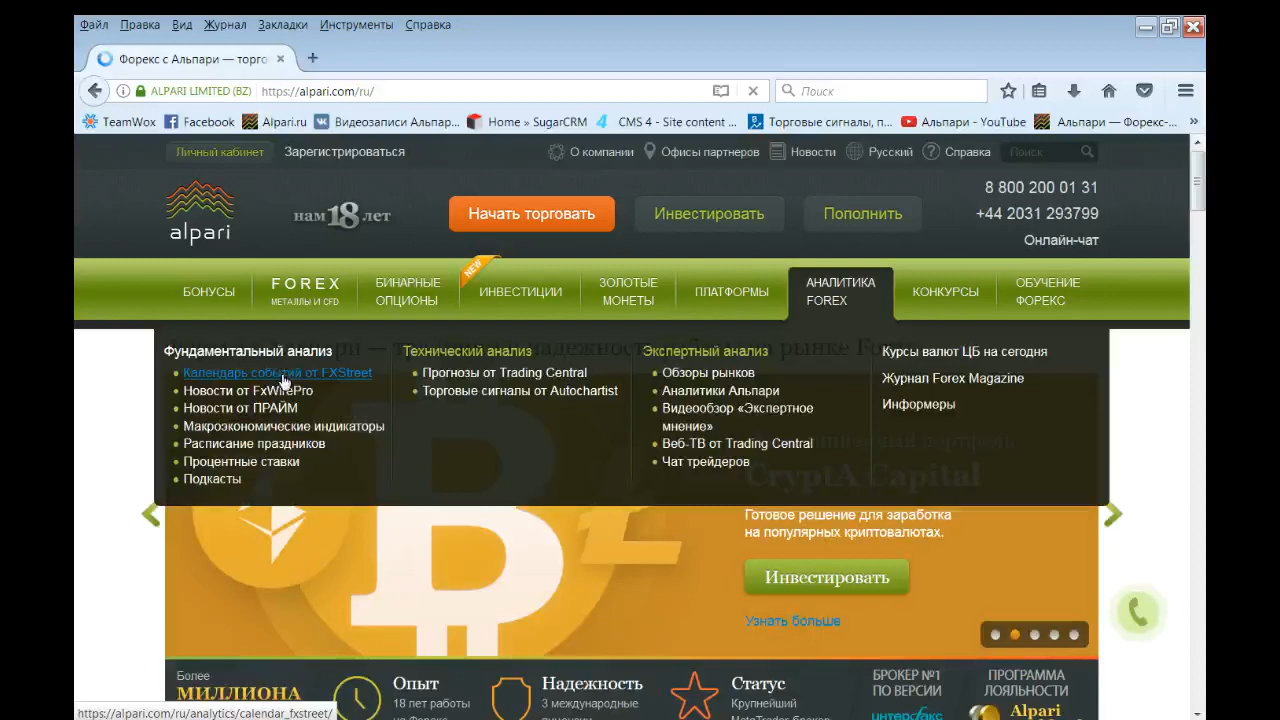 Файл Правка Вид Журнал Закладки Инструменты Справка
Форекс с Альпари — торго
ALPARI LIMITED (BZ) https://alpari.com/ru/ Поиск
TeamWox Facebook Alpari.ru Видеозаписи Альпар... Home » SugarCRM CMS 4 - Site content ... Торговые сигналы, п... Альпари - YouTube Альпари — Форекс-...
Личный кабинет Зарегистрироваться О компании Офисы партнеров Новости Русский Справка Поиск
alpari
нам 18 лет
Начать торговать Инвестировать Пополнить
8 800 200 01 31
+44 2031 293799
Онлайн-чат
БОНУСЫ
FOREX
МЕТАЛЛЫ И CFD
БИНАРНЫЕ
ОПЦИОНЫ
NEW
ИНВЕСТИЦИИ
ЗОЛОТЫЕ
МОНЕТЫ
ПЛАТФОРМЫ
АНАЛИТИКА
FOREX
КОНКУРСЫ
ОБУЧЕНИЕ
ФОРЕКС
Фундаментальный анализ
Календарь событий от FXStreet
Новости от FxWirePro
Новости от ПРАЙМ
Макроэкономические индикаторы
Расписание праздников
Процентные ставки
Подкасты
Технический анализ
Прогнозы от Trading Central
Торговые сигналы от Autochartist
Экспертный анализ
Обзоры рынков
Аналитики Альпари
Видеообзор «Экспертное
мнение»
Веб-ТВ от Trading Central
Чат трейдеров
Курсы валют ЦБ на сегодня
Журнал Forex Magazine
Информеры
CryptA Capital
Готовое решение для заработка
на популярных криптовалютах.
Инвестировать
Узнать больше
Более
МИЛЛИОНА
Опыт
18 лет работы
Надежность
3 международные
Статус
Крупнейший
БРОКЕР №1
ПО ВЕРСИИ
интерфакс
ПРОГРАММА
ЛОЯЛЬНОСТИ
Alpari
https://alpari.com/ru/analytics/calendar_fxstreet/